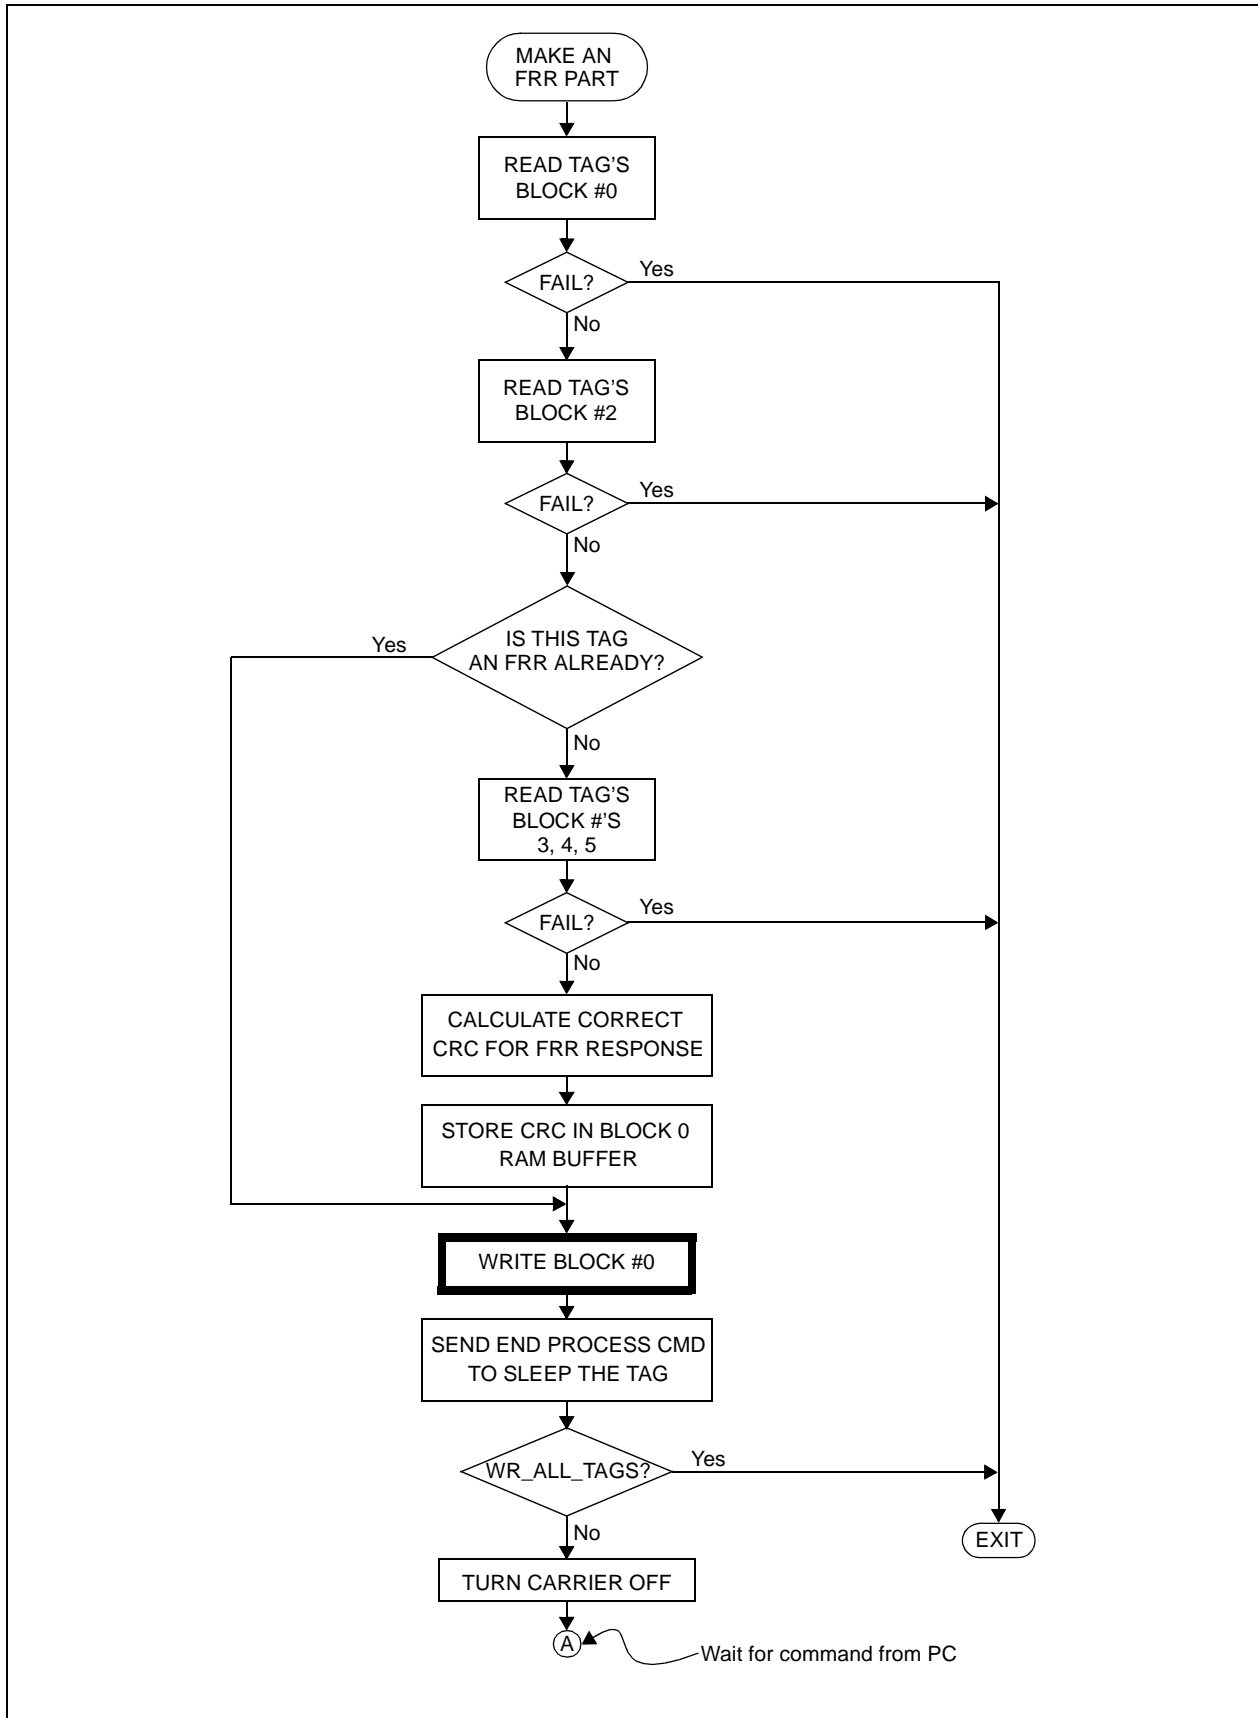 MAKE AN
FRR PART
READ TAG'S
BLOCK #0
FAIL?
Yes
No
READ TAG'S
BLOCK #2
FAIL?
Yes
No
IS THIS TAG
AN FRR ALREADY?
Yes
No
READ TAG'S
BLOCK #'S
3, 4, 5
FAIL?
Yes
No
CALCULATE CORRECT
CRC FOR FRR RESPONSE
STORE CRC IN BLOCK 0
RAM BUFFER
WRITE BLOCK #0
SEND END PROCESS CMD
TO SLEEP THE TAG
WR_ALL_TAGS?
Yes
No
EXIT
TURN CARRIER OFF
A
Wait for command from PC